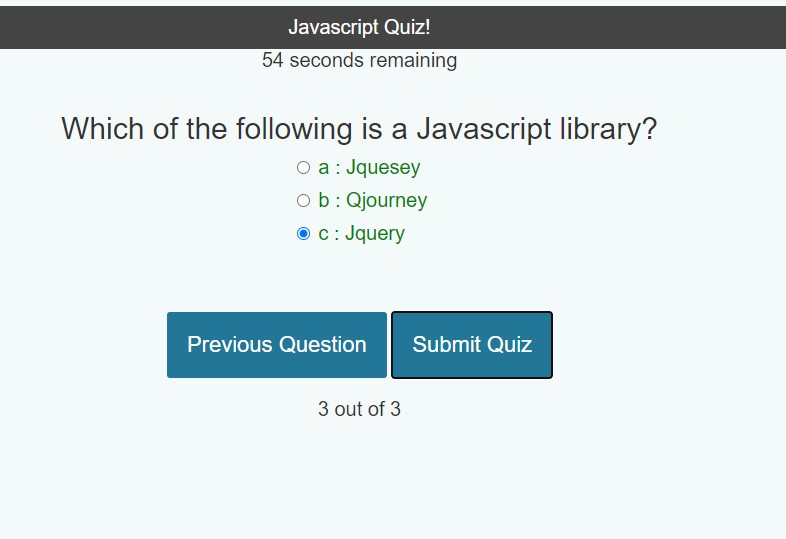 Javascript Quiz!
54 seconds remaining
Which of the following is a Javascript library?
a : Jquesey
b : Qjourney
c : Jquery
Previous Question Submit Quiz
3 out of 3